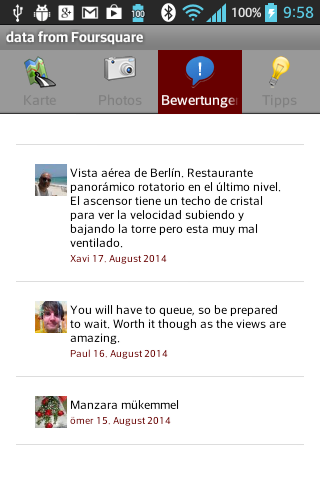 100% 9:58
data from Foursquare
Karte Photos Bewertungen Tipps
Vista aérea de Berlín. Restaurante
panorámico rotatorio en el último nivel.
El ascensor tiene un techo de cristal
para ver la velocidad subiendo y
bajando la torre pero esta muy mal
ventilado.
Xavi 17. August 2014
You will have to queue, so be prepared
to wait. Worth it though as the views are
amazing.
Paul 16. August 2014
Manzara mükemmel
ömer 15. August 2014